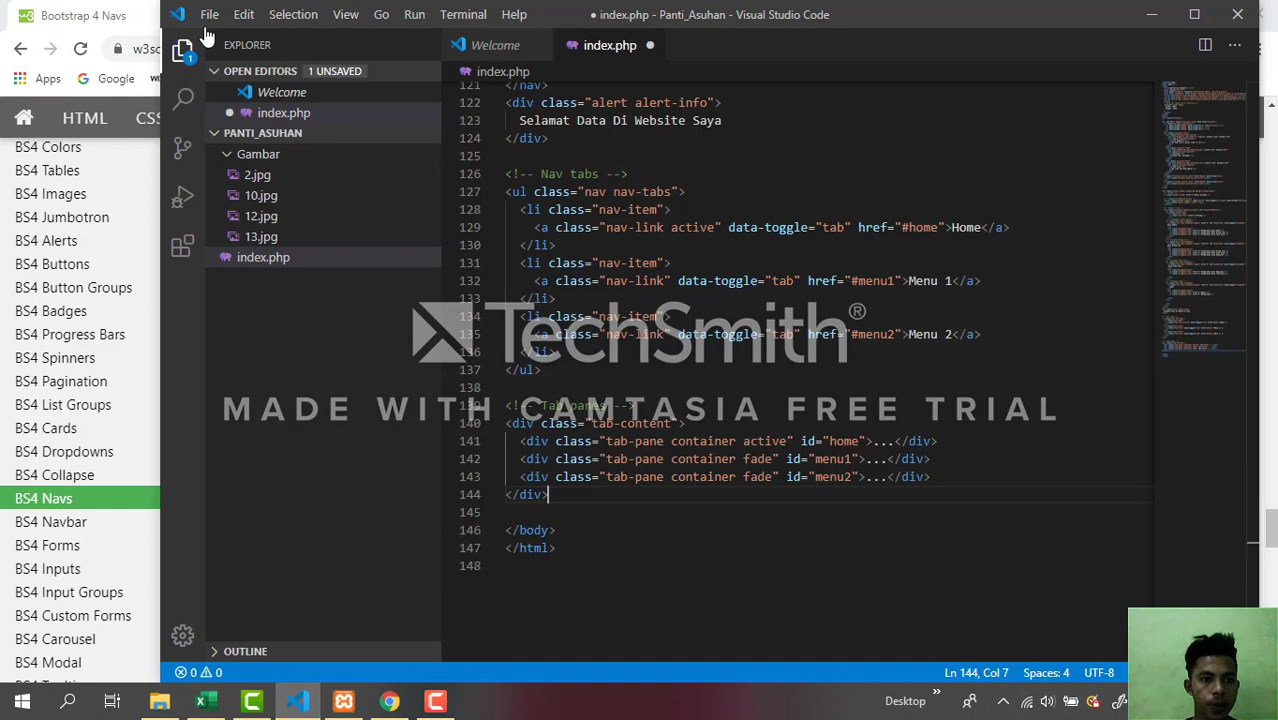 Bootstrap 4 Navs
w3sc
Apps
Google
HTML
CSS
BS4 Colors
BS4 Tables
BS4 Images
BS4 Jumbotron
BS4 Alerts
BS4 Buttons
BS4 Button Groups
BS4 Badges
BS4 Progress Bars
BS4 Spinners
BS4 Pagination
BS4 List Groups
BS4 Cards
BS4 Dropdowns
BS4 Collapse
BS4 Navs
BS4 Navbar
BS4 Forms
BS4 Inputs
BS4 Input Groups
BS4 Custom Forms
BS4 Carousel
BS4 Modal
File Edit Selection View Go Run Terminal Help
● index.php - Panti_Asuhan - Visual Studio Code
EXPLORER
OPEN EDITORS 1 UNSAVED
Welcome
index.php
PANTI_ASUHAN
Gambar
2.jpg
10.jpg
12.jpg
13.jpg
index.php
OUTLINE
1
Welcome
index.php
index.php
121 </nav>
122 <div class="alert alert-info">
123 Selamat Data Di Website Saya
124 </div>
125
126 <!-- Nav tabs -->
127 <ul class="nav nav-tabs">
128 <li class="nav-item">
129 <a class="nav-link active" data-toggle="tab" href="#home">Home</a>
130 </li>
131 <li class="nav-item">
132 <a class="nav-link" data-toggle="tab" href="#menu1">Menu 1</a>
133 </li>
134 <li class="nav-item">
135 <a class="nav-link" data-toggle="tab" href="#menu2">Menu 2</a>
136 </li>
137 </ul>
138
139 <!-- Tab panes -->
140 <div class="tab-content">
141 <div class="tab-pane container active" id="home">...</div>
142 <div class="tab-pane container fade" id="menu1">...</div>
143 <div class="tab-pane container fade" id="menu2">...</div>
144 </div>
145
146 </body>
147 </html>
148
TechSmith®
MADE WITH CAMTASIA FREE TRIAL
0 0
Ln 144, Col 7
Spaces: 4
UTF-8
Desktop